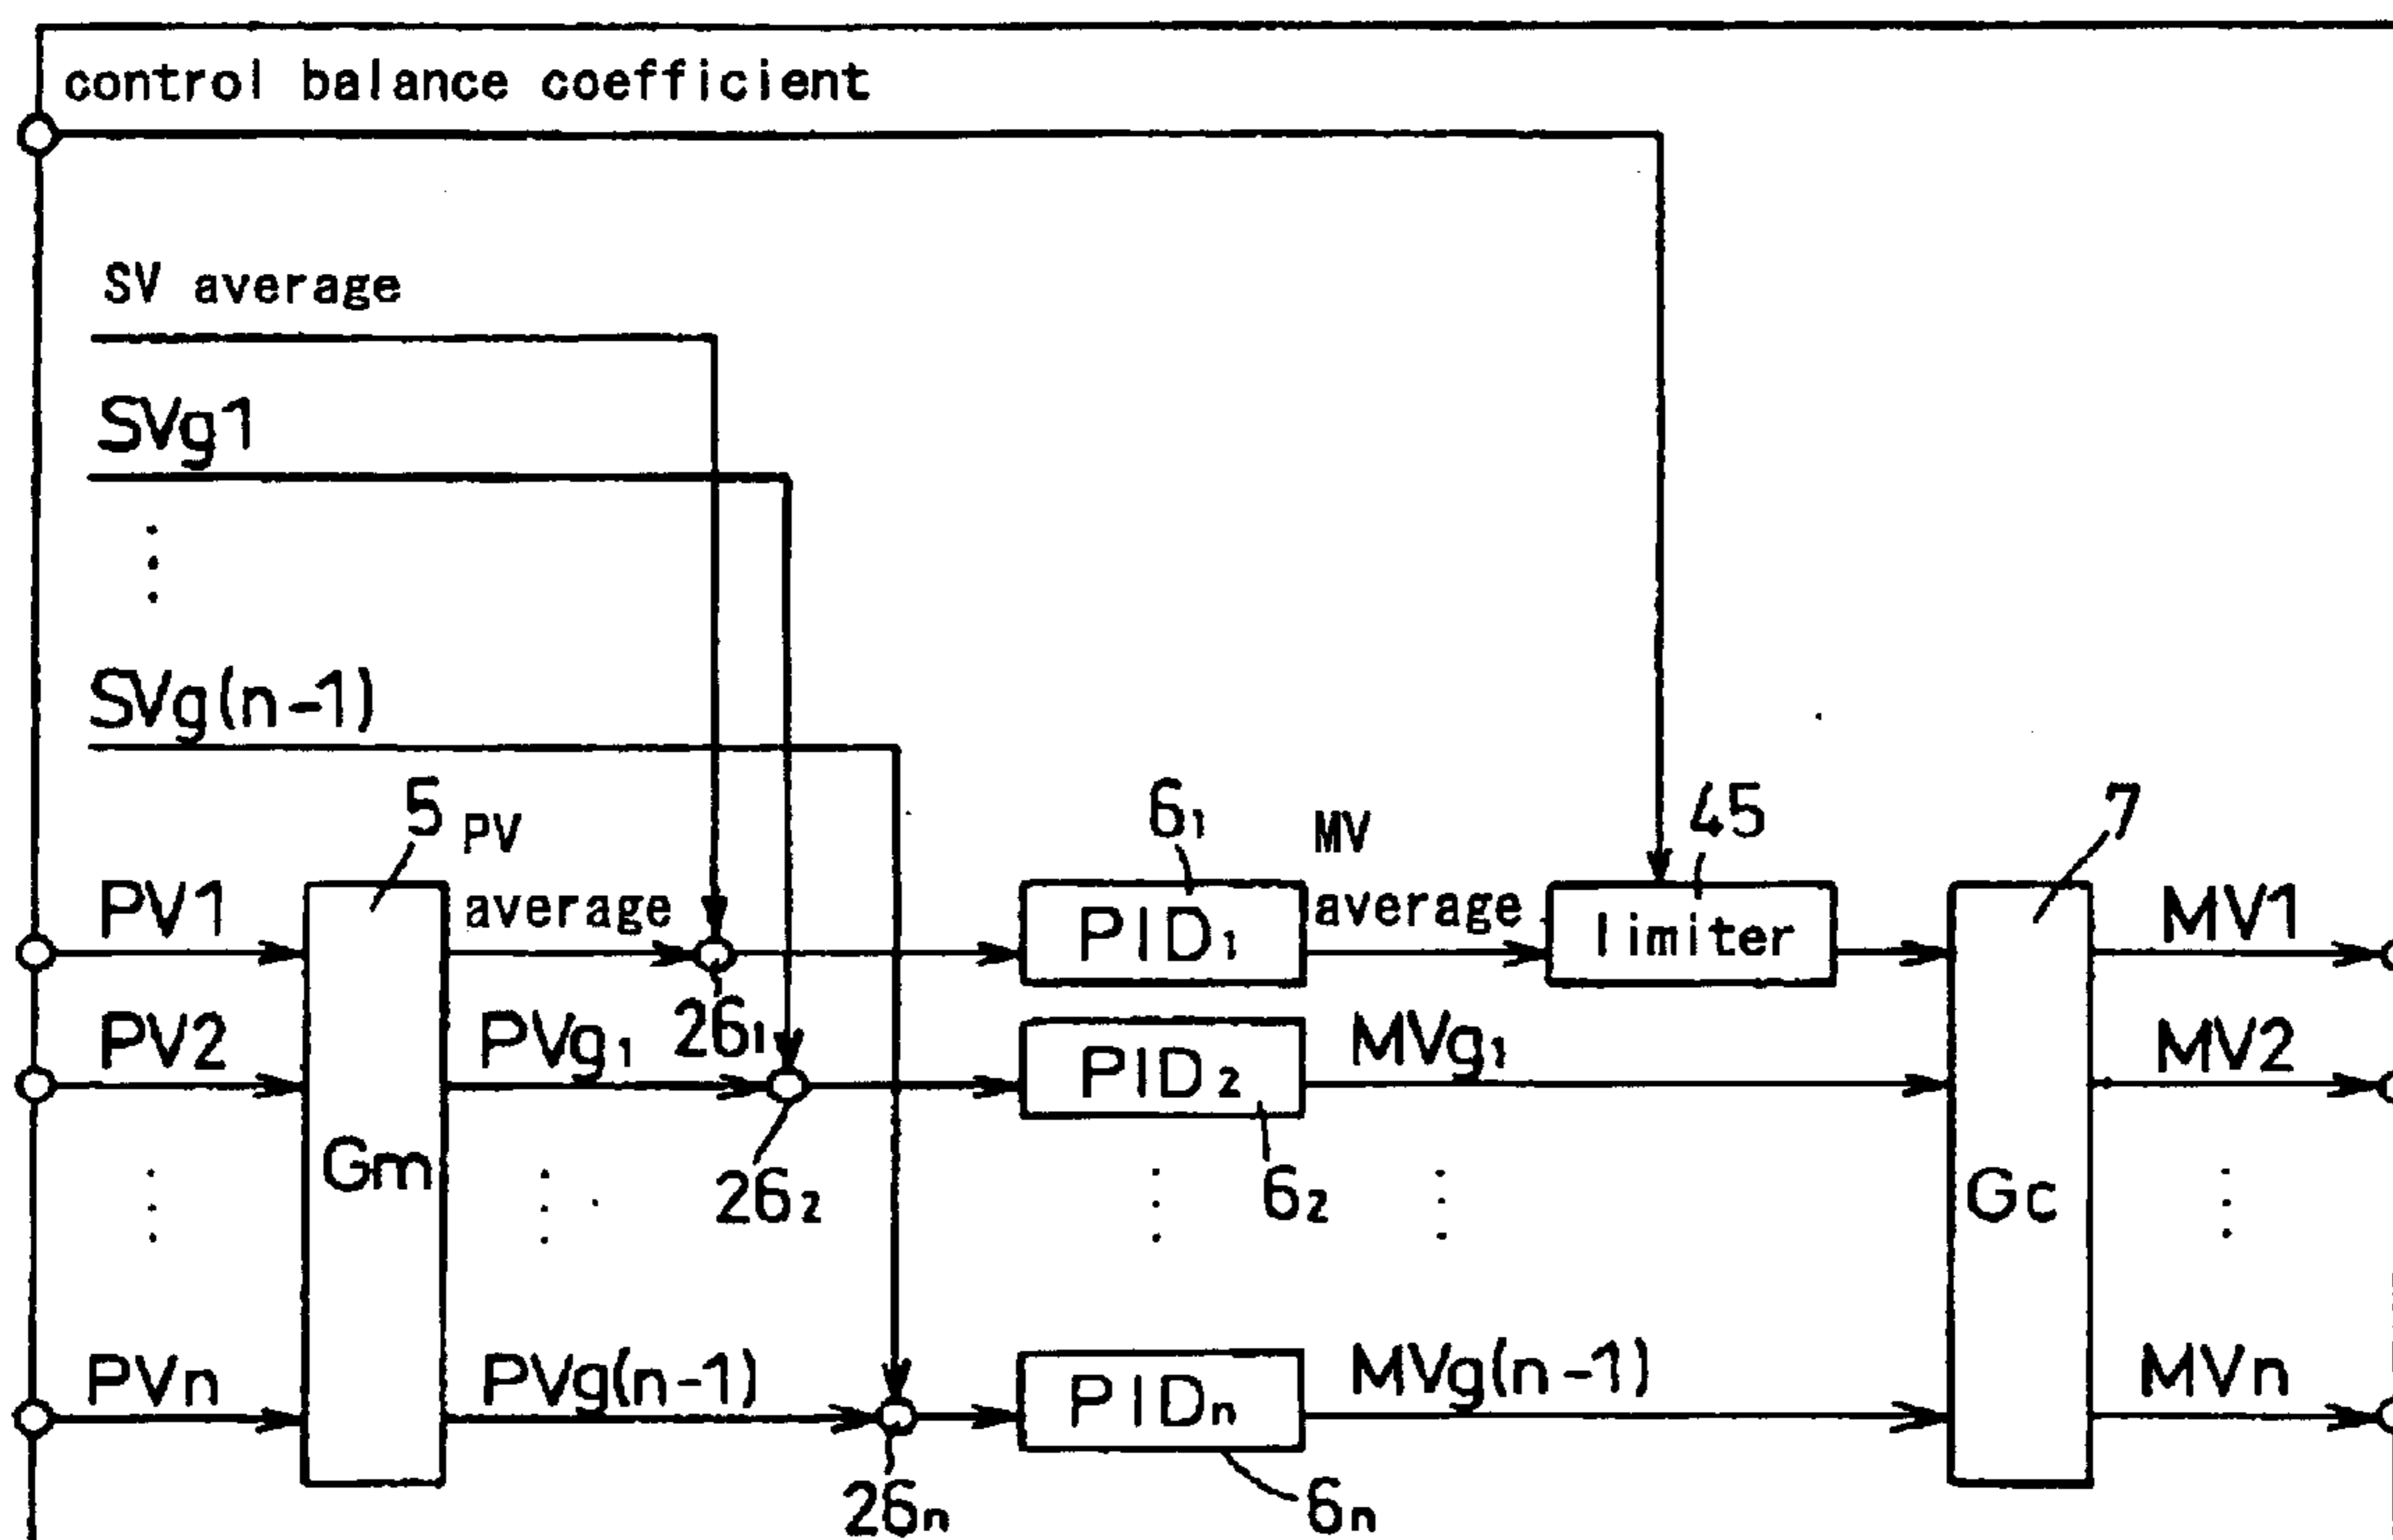 control balance coefficient
SV average
SVg1
SVg(n-1)
5
PV
average
6₁
MV
average
45
7
PV1
PID₁
limiter
MV1
26₁
PV2
PVg₁
PID₂
MVg₁
MV2
Gm
26₂
6₂
Gc
PVn
PVg(n-1)
PIDₙ
MVg(n-1)
MVn
26ₙ
6ₙ